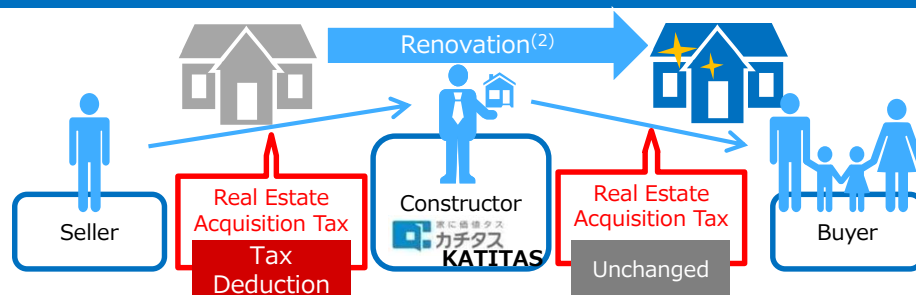 Renovation(2)
Seller
Real Estate
Acquisition Tax
Tax
Deduction
Constructor
家に価値タス
カチタス
KATITAS
Real Estate
Acquisition Tax
Unchanged
Buyer